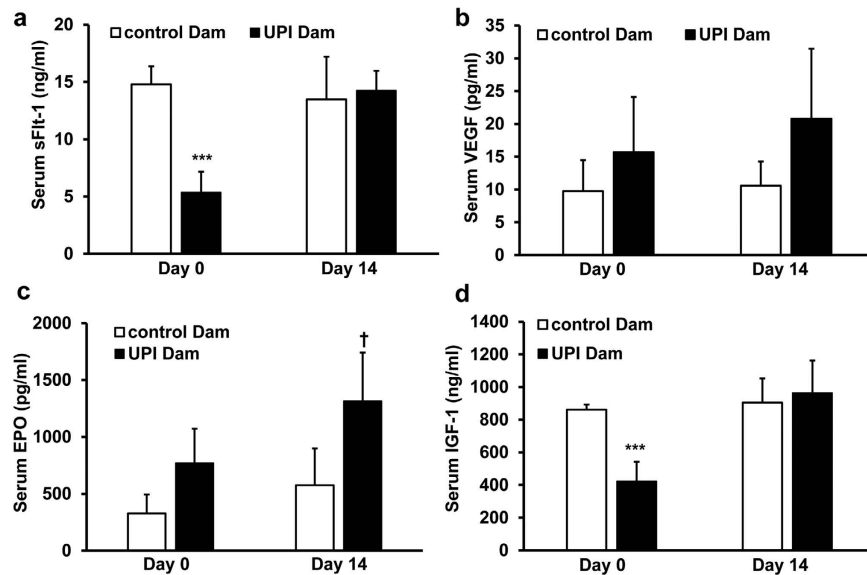 a
control Dam UPI Dam
Serum sFlt-1 (ng/ml)
20
15
10
5
0
***
Day 0 Day 14
b
control Dam UPI Dam
Serum VEGF (pg/ml)
35
30
25
20
15
10
5
0
Day 0 Day 14
c
control Dam
UPI Dam
Serum EPO (pg/ml)
2000
1500
1000
500
0
†
Day 0 Day 14
d
control Dam
UPI Dam
Serum IGF-1 (ng/ml)
1400
1200
1000
800
600
400
200
0
***
Day 0 Day 14